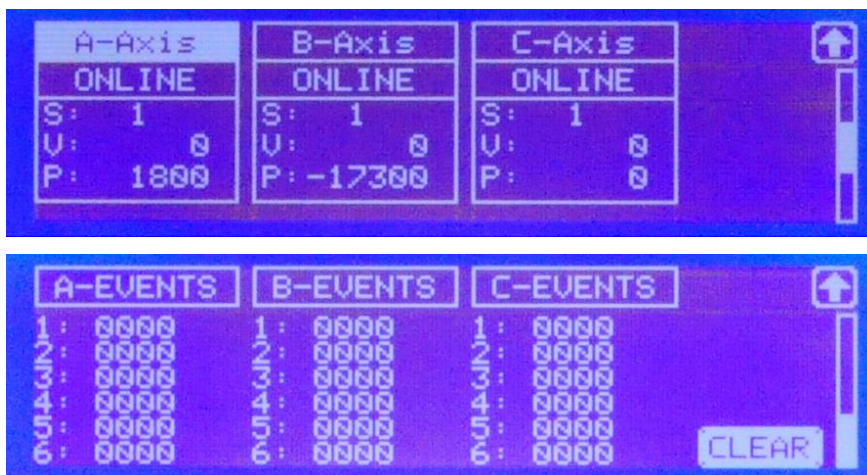 A-Axis B-Axis C-Axis
ONLINE ONLINE ONLINE
S: 1 S: 1 S: 1
V: 0 V: 0 V: 0
P: 1800 P:-17300 P: 0
A-EVENTS B-EVENTS C-EVENTS
1: 0000 1: 0000 1: 0000
2: 0000 2: 0000 2: 0000
3: 0000 3: 0000 3: 0000
4: 0000 4: 0000 4: 0000
5: 0000 5: 0000 5: 0000
6: 0000 6: 0000 6: 0000
CLEAR